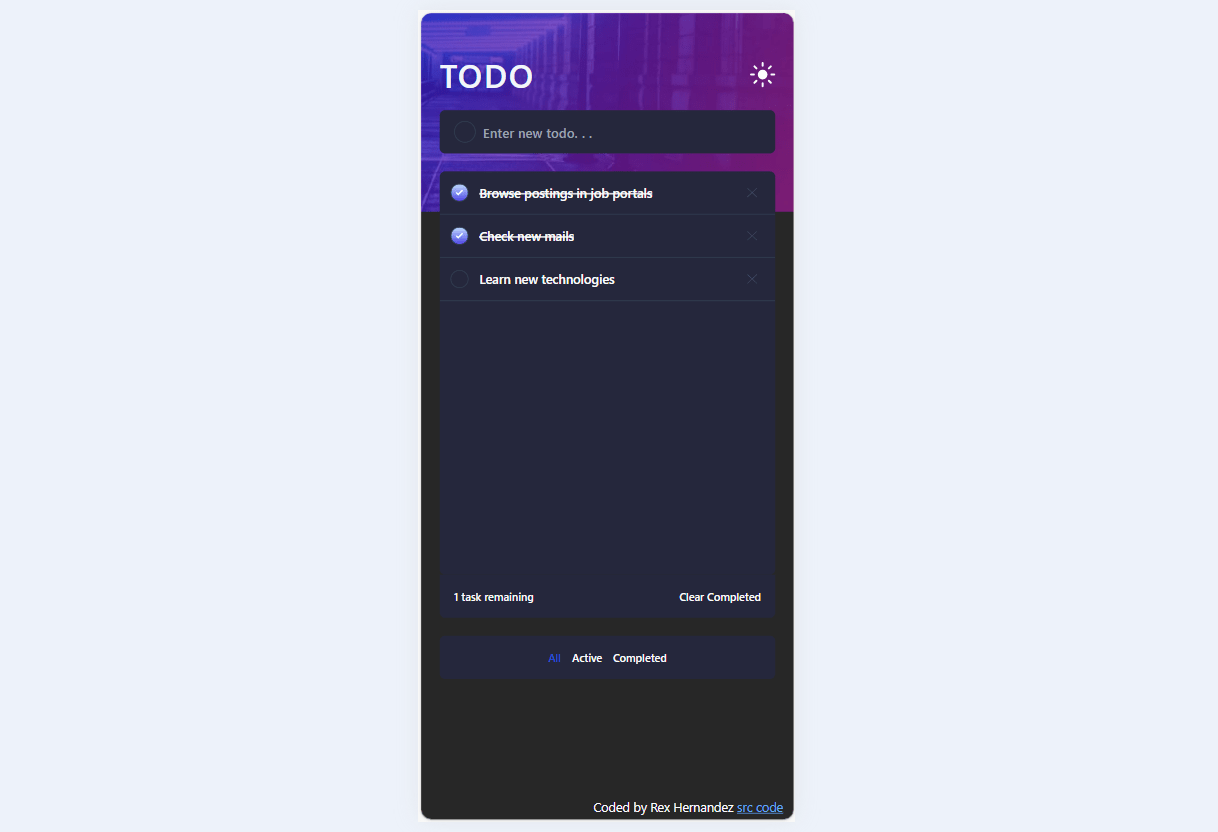 TODO
Enter new todo. . .
Browse postings in job portals
Check new mails
Learn new technologies
1 task remaining Clear Completed
All Active Completed
Coded by Rex Hernandez src code